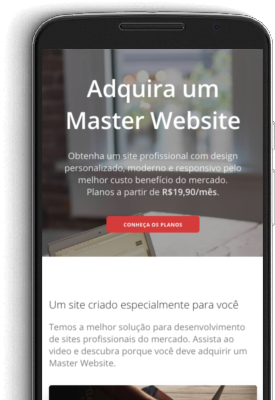 Adquira um
Master Website
Obtenha um site profissional com design
personalizado, moderno e responsivo pelo
melhor custo benefício do mercado.
Planos a partir de R$19,90/mês.
CONHEÇA OS PLANOS
Um site criado especialmente para você
Temos a melhor solução para desenvolvimento
de sites profissionais do mercado. Assista ao
video e descubra porque você deve adquirir um
Master Website.